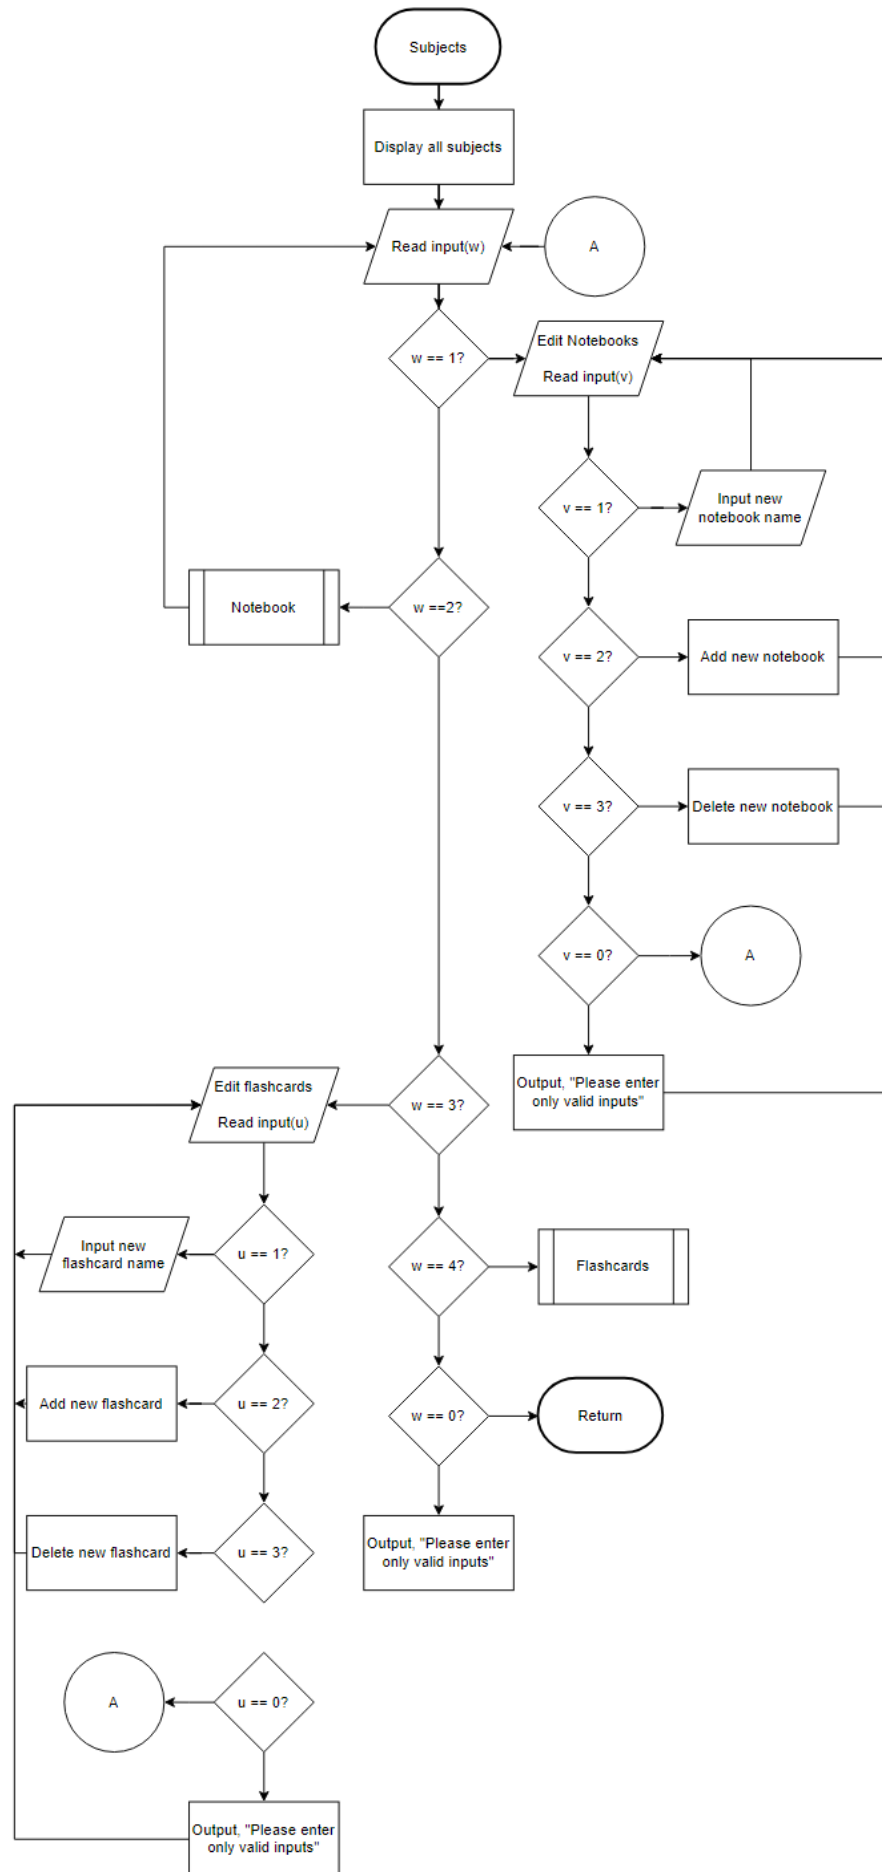 Subjects
Display all subjects
Read input(w)
A
w == 1?
Edit Notebooks
Read input(v)
v == 1?
Input new
notebook name
Notebook
w ==2?
v == 2?
Add new notebook
v == 3?
Delete new notebook
v == 0?
A
Output, "Please enter
only valid inputs"
Edit flashcards
Read input(u)
w == 3?
Input new
flashcard name
u == 1?
w == 4?
Flashcards
Add new flashcard
u == 2?
w == 0?
Return
Delete new flashcard
u == 3?
Output, "Please enter
only valid inputs"
A
u == 0?
Output, "Please enter
only valid inputs"